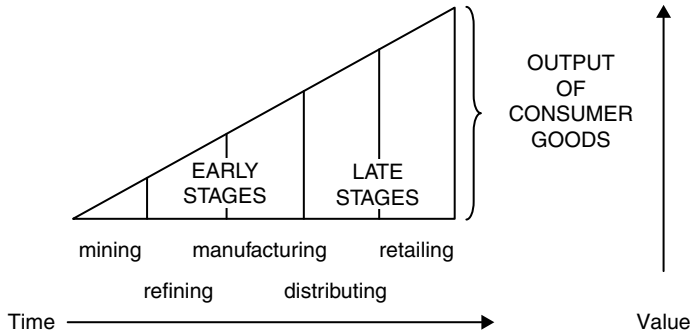 OUTPUT
OF
CONSUMER
GOODS
EARLY
STAGES
LATE
STAGES
mining manufacturing retailing
refining distributing
Time Value